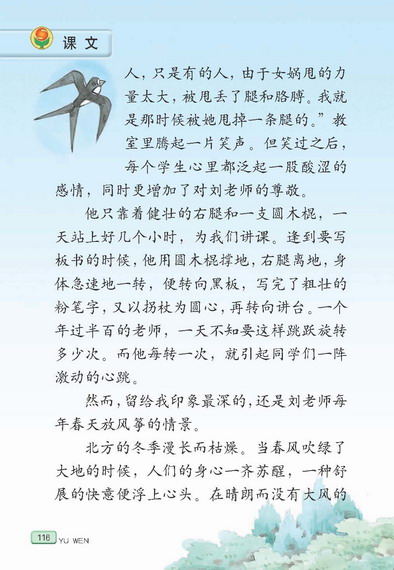 课文
人，只是有的人，由于女娲甩的力
量太大，被甩丢了腿和胳膊。我就
是那时候被她甩掉一条腿的。”教
室里腾起一片笑声。但笑过之后，
每个学生心里都泛起一股酸涩的
感情，同时更增加了对刘老师的尊敬。
他只靠着健壮的右腿和一支圆木棍，一
天站上好几个小时，为我们讲课。逢到要写
板书的时候，他用圆木棍撑地，右腿离地，身
体急速地一转，便转向黑板，写完了粗壮的
粉笔字，又以拐杖为圆心，再转向讲台。一个
年过半百的老师，一天不知要这样跳跃旋转
多少次。而他每转一次，就引起同学们一阵
激动的心跳。
然而，留给我印象最深的，还是刘老师每
年春天放风筝的情景。
北方的冬季漫长而枯燥。当春风吹绿了
大地的时候，人们的身心一齐苏醒，一种舒
展的快意便浮上心头。在晴朗而没有大风的
116 YU WEN